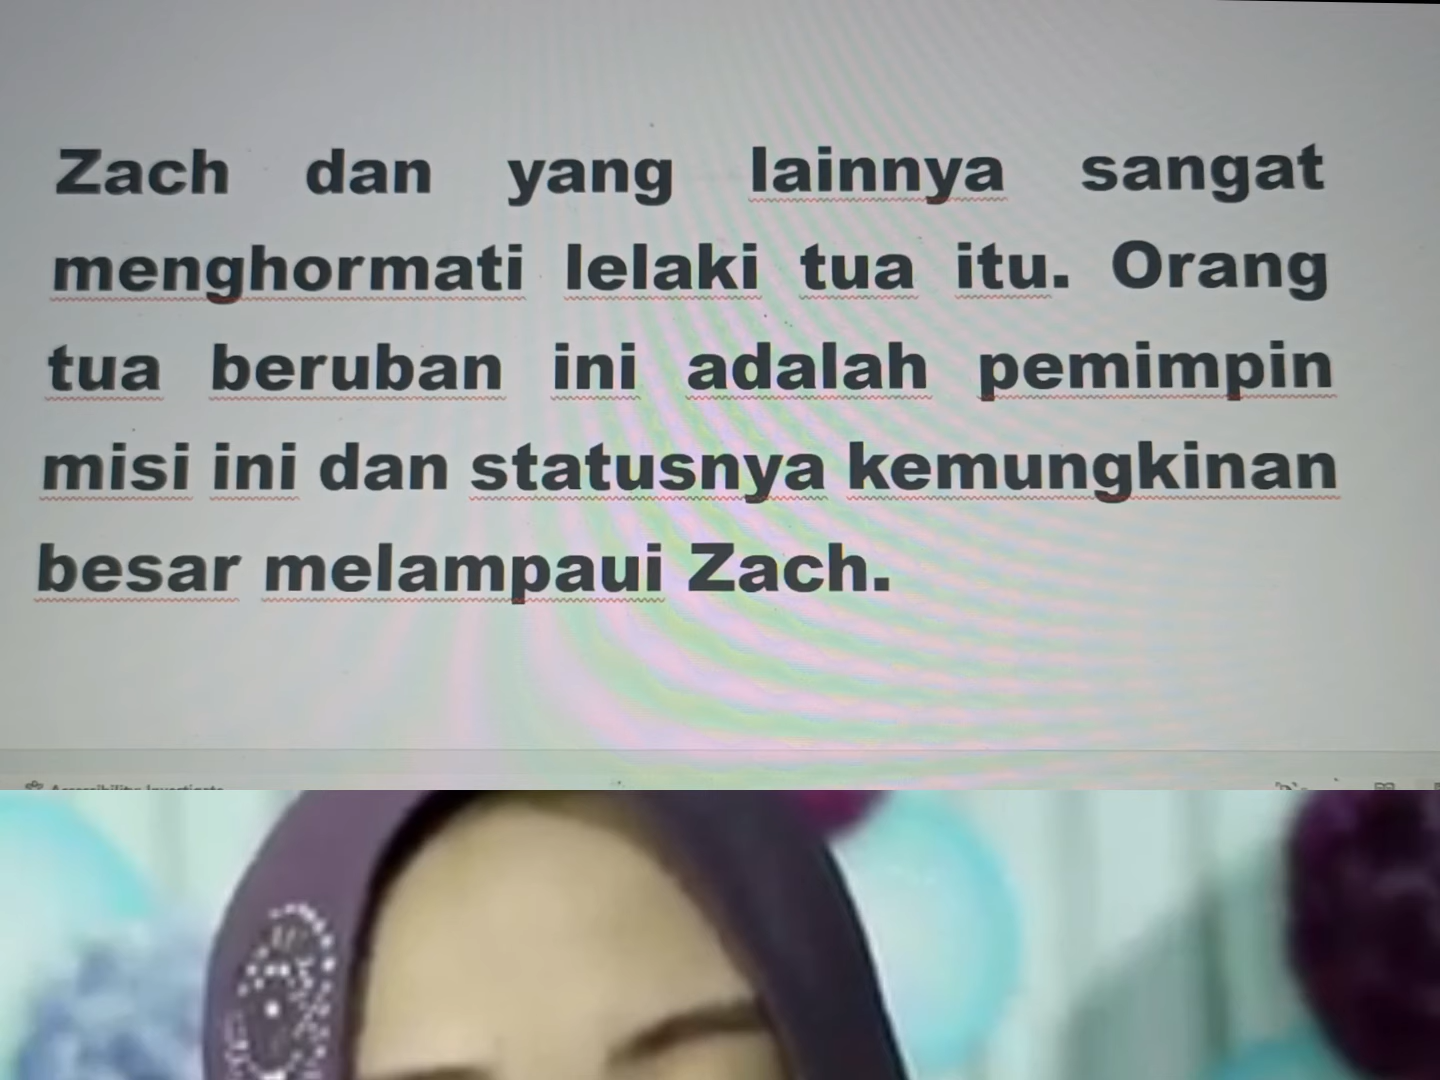 Zach dan yang lainnya sangat
menghormati lelaki tua itu. Orang
tua beruban ini adalah pemimpin
misi ini dan statusnya kemungkinan
besar melampaui Zach.